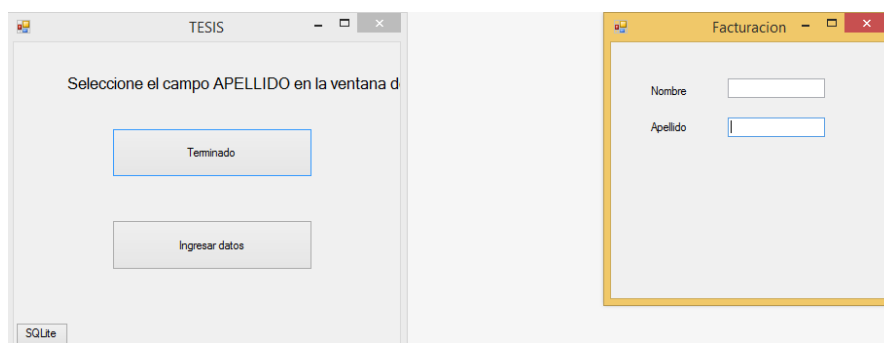 TESIS
Seleccione el campo APELLIDO en la ventana d
Terminado
Ingresar datos
SQLite
Facturacion
Nombre
Apellido